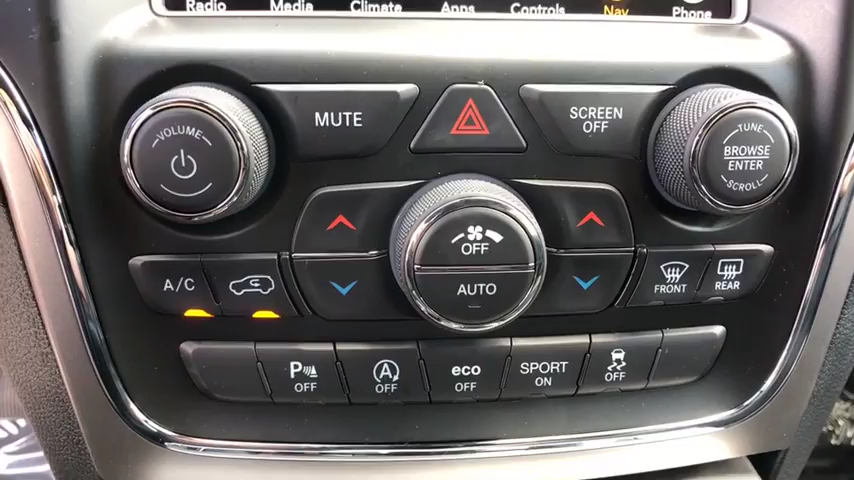 Radio Media Climate Apps Controls Nav Phone
VOLUME
MUTE
SCREEN
OFF
TUNE
BROWSE
ENTER
SCROLL
OFF
AUTO
A/C
FRONT
REAR
P OFF
A OFF
eco
OFF
SPORT
ON
OFF